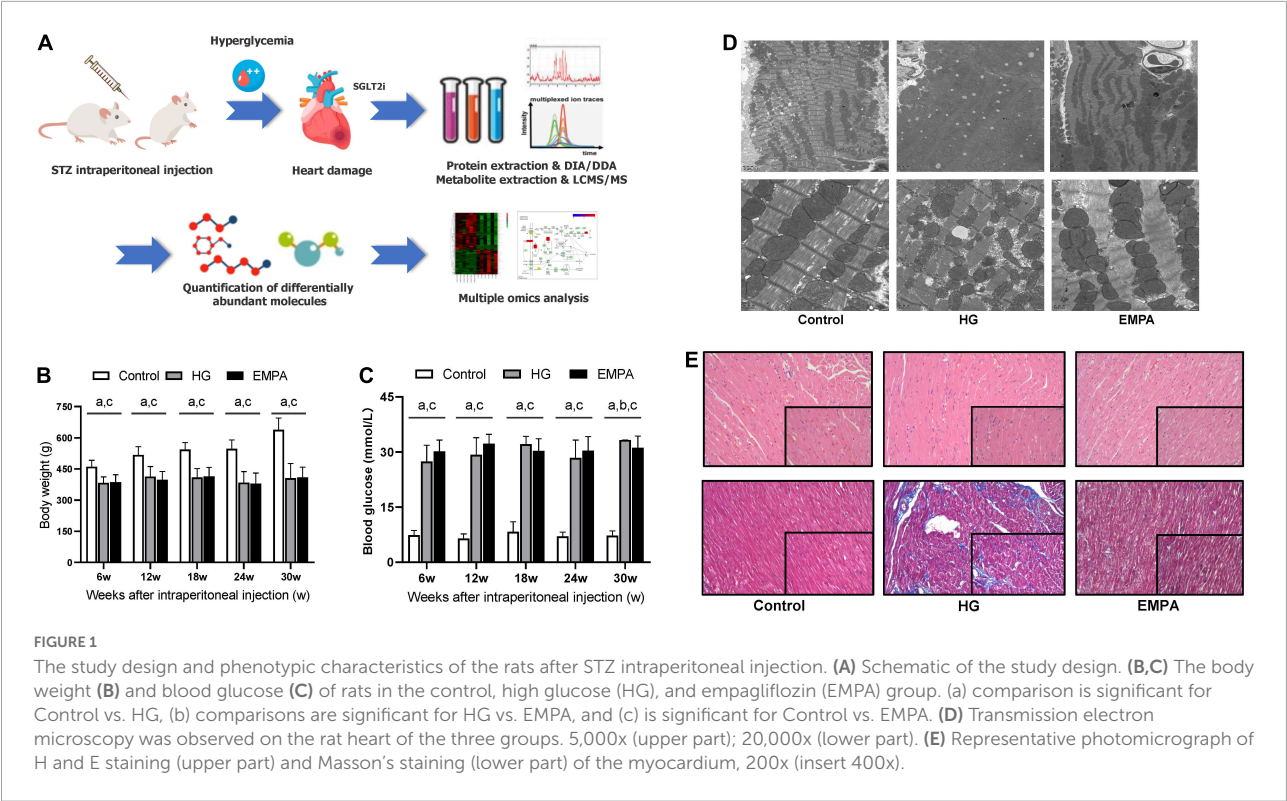 A
Hyperglycemia
++
SGLT2i
STZ intraperitoneal injection
Heart damage
multiplexed ion traces
Intensity
time
Protein extraction & DIA/DDA
Metabolite extraction & LCMS/MS
Quantification of differentially
abundant molecules
Multiple omics analysis
B
Control HG EMPA
Body weight (g)
750
600
450
300
150
0
a,c a,c a,c a,c a,c
6w 12w 18w 24w 30w
Weeks after intraperitoneal injection (w)
C
Control HG EMPA
Blood glucose (mmol/L)
45
30
15
0
a,c a,c a,c a,c a,b,c
6w 12w 18w 24w 30w
Weeks after intraperitoneal injection (w)
D
Control HG EMPA
E
Control HG EMPA
FIGURE 1
The study design and phenotypic characteristics of the rats after STZ intraperitoneal injection. (A) Schematic of the study design. (B,C) The body
weight (B) and blood glucose (C) of rats in the control, high glucose (HG), and empagliflozin (EMPA) group. (a) comparison is significant for
Control vs. HG, (b) comparisons are significant for HG vs. EMPA, and (c) is significant for Control vs. EMPA. (D) Transmission electron
microscopy was observed on the rat heart of the three groups. 5,000x (upper part); 20,000x (lower part). (E) Representative photomicrograph of
H and E staining (upper part) and Masson's staining (lower part) of the myocardium, 200x (insert 400x).